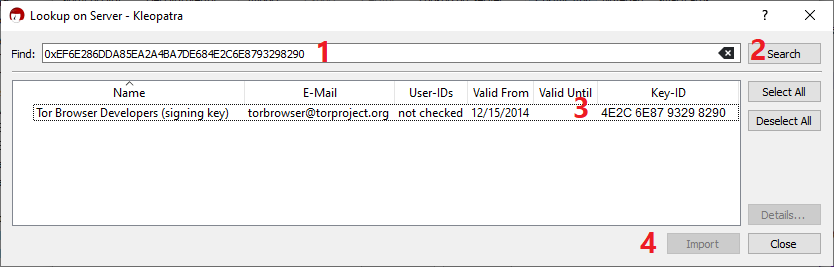 Lookup on Server - Kleopatra ?
Find: 0xEF6E286DDA85EA2A4BA7DE684E2C6E8793298290 1 2 Search
Name E-Mail User-IDs Valid From Valid Until Key-ID Select All
Tor Browser Developers (signing key) torbrowser@torproject.org not checked 12/15/2014 3 4E2C 6E87 9329 8290
Deselect All
Details...
4 Import Close